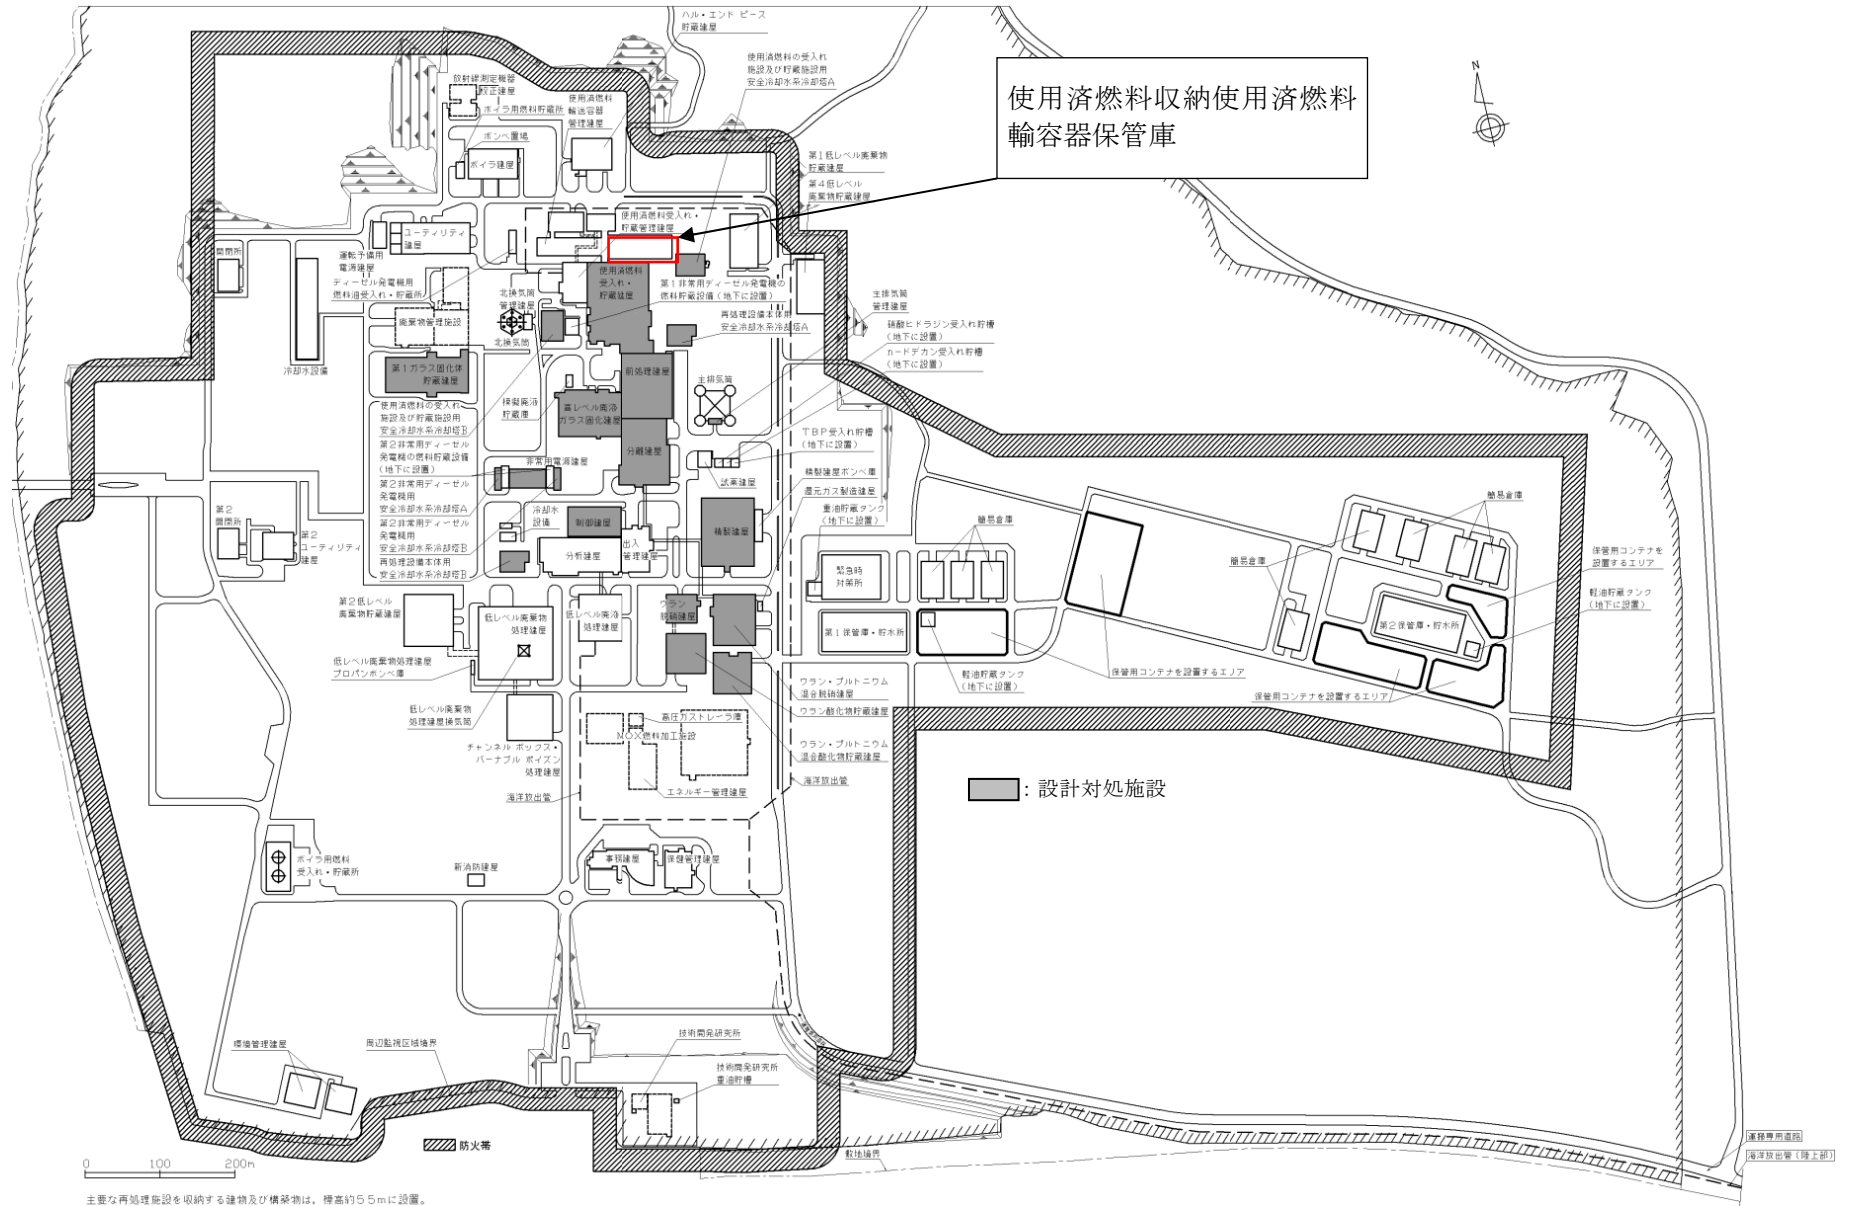 ハル・エンド ピース
貯蔵建屋
使用済燃料の受入れ
施設及び貯蔵施設用
安全冷却水系冷却塔A
使用済燃料収納使用済燃料
輸容器保管庫
N
放射線測定機器
校正建屋
ボイラ用燃料貯蔵所
使用済燃料
輸送容器
管理建屋
ボンベ置場
ボイラ建屋
第1低レベル廃棄物
貯蔵建屋
第4低レベル
廃棄物貯蔵建屋
使用済燃料受入れ・
貯蔵管理建屋
ユーティリティ
建屋
開閉所
運転予備用
電源建屋
ディーゼル発電機用
燃料油受入れ・貯蔵所
使用済燃料
受入れ・
貯蔵建屋
第1非常用ディーゼル発電機の
燃料貯蔵設備(地下に設置)
北換気筒
管理建屋
北換気筒
主排気筒
管理建屋
再処理設備本体用
安全冷却水系冷却塔A
硝酸ヒドラジン受入れ貯槽
(地下に設置)
n-ドデカン受入れ貯槽
(地下に設置)
廃棄物管理施設
冷却水設備
第1ガラス固化体
貯蔵建屋
前処理建屋
主排気筒
模擬廃液
貯蔵庫
高レベル廃液
ガラス固化建屋
使用済燃料の受入れ
施設及び貯蔵施設用
安全冷却水系冷却塔B
第2非常用ディーゼル
発電機の燃料貯蔵設備
(地下に設置)
第2非常用ディーゼル
発電機用
安全冷却水系冷却塔A
第2非常用ディーゼル
発電機用
安全冷却水系冷却塔B
再処理設備本体用
安全冷却水系冷却塔B
TBP受入れ貯槽
(地下に設置)
分離建屋
非常用電源建屋
試薬建屋
精製建屋ボンベ庫
還元ガス製造建屋
重油貯蔵タンク
(地下に設置)
冷却水
設備
制御建屋
精製建屋
分析建屋
出入
管理建屋
第2
開閉所
第2
ユーティリティ
建屋
簡易倉庫
簡易倉庫
簡易倉庫
緊急時
対策所
保管用コンテナを
設置するエリア
軽油貯蔵タンク
(地下に設置)
第2低レベル
廃棄物貯蔵建屋
低レベル廃棄物
処理建屋
低レベル廃液
処理建屋
ウラン
脱硝建屋
第1保管庫・貯水所
第2保管庫・貯水所
低レベル廃棄物処理建屋
プロパンボンベ庫
軽油貯蔵タンク
(地下に設置)
保管用コンテナを設置するエリア
保管用コンテナを設置するエリア
ウラン・プルトニウム
混合脱硝建屋
ウラン酸化物貯蔵建屋
低レベル廃棄物
処理建屋換気筒
高圧ガストレーラ庫
MOX燃料加工施設
チャンネル ボックス・
バーナブル ポイズン
処理建屋
ウラン・プルトニウム
混合酸化物貯蔵建屋
海洋放出管
エネルギー管理建屋
海洋放出管
:設計対処施設
ボイラ用燃料
受入れ・貯蔵所
新消防建屋
事務建屋
保健管理建屋
環境管理建屋
周辺監視区域境界
技術開発研究所
技術開発研究所
重油貯槽
防火帯
敷地境界
運搬専用道路
海洋放出管(陸上部)
0 100 200m
主要な再処理施設を収納する建物及び構築物は，標高約55mに設置。